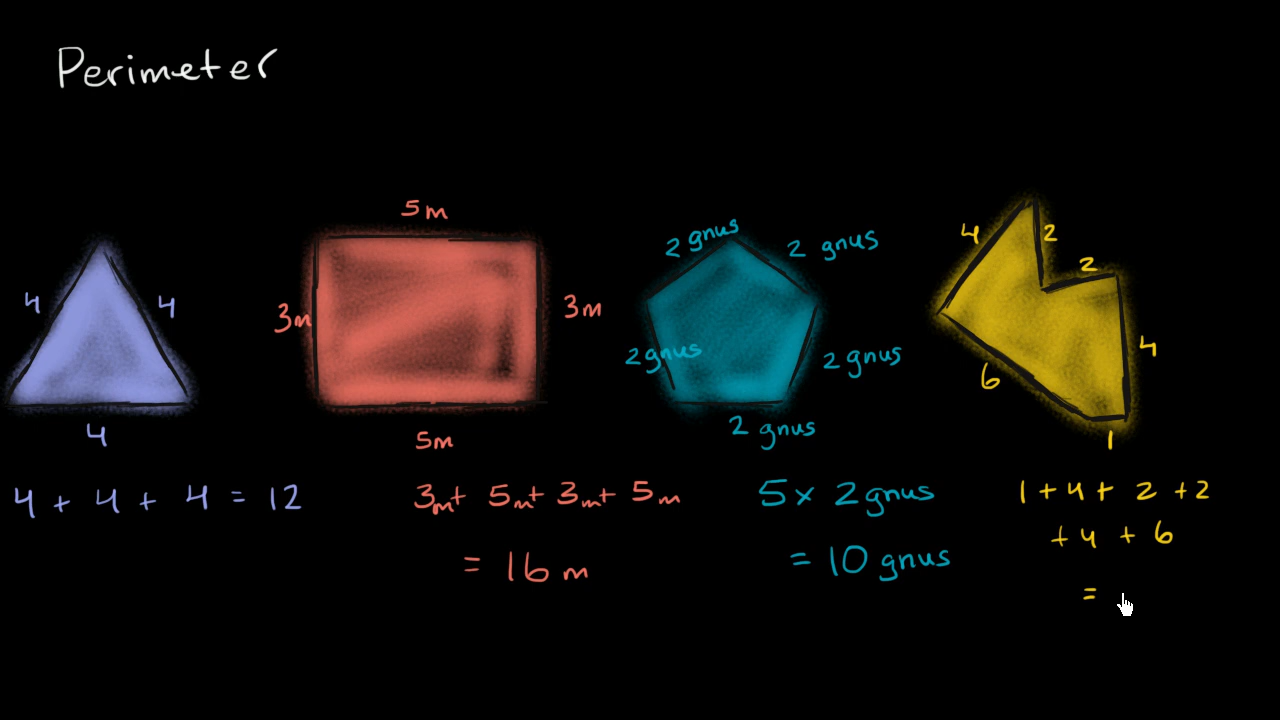 Perimeter
4
4
4
4 + 4 + 4 = 12
5m
3m
3m
5m
3m+ 5m+ 3m+ 5m
= 16 m
2 gnus
2 gnus
2gnus
2 gnus
2 gnus
5 x 2gnus
= 10 gnus
4
2
2
4
6
1
1 + 4 + 2 + 2
+ 4 + 6
=